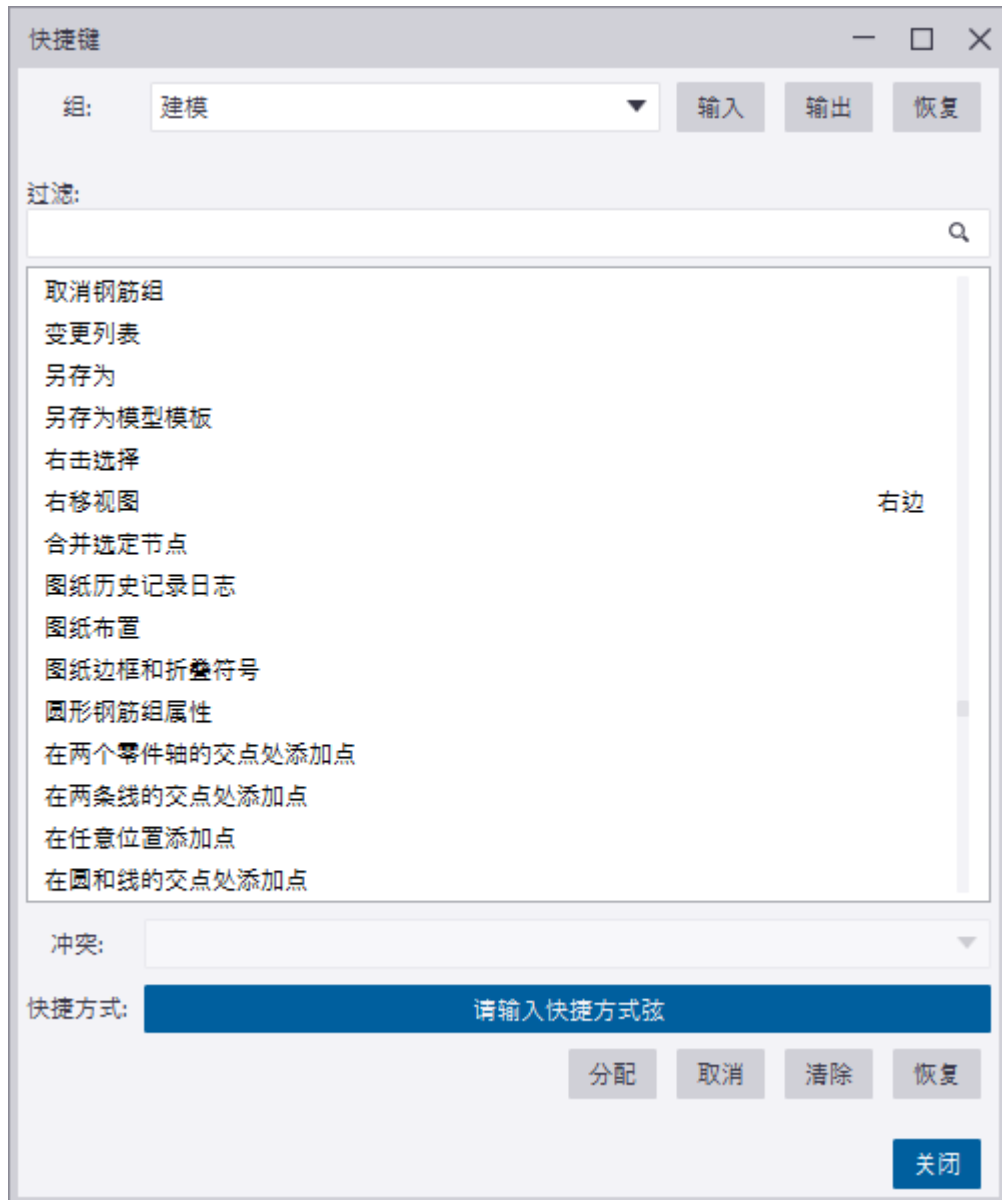 快捷键
组: 建模 输入 输出 恢复
过滤:
取消钢筋组
变更列表
另存为
另存为模型模板
右击选择
右移视图 右边
合并选定节点
图纸历史记录日志
图纸布置
图纸边框和折叠符号
圆形钢筋组属性
在两个零件轴的交点处添加点
在两条线的交点处添加点
在任意位置添加点
在圆和线的交点处添加点
冲突:
快捷方式: 请输入快捷方式弦
分配 取消 清除 恢复
关闭